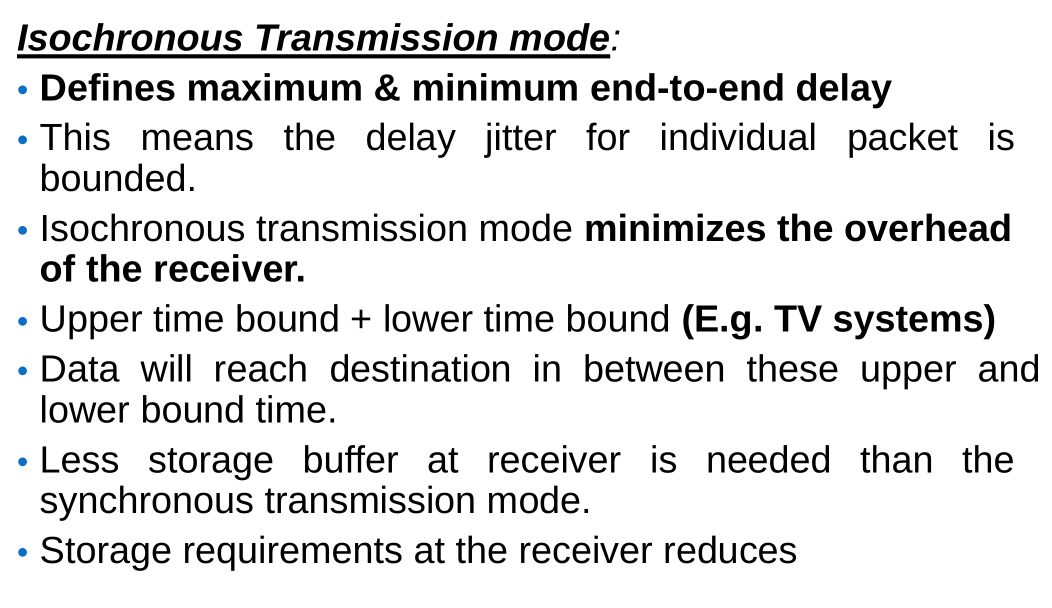 Isochronous Transmission mode:
• Defines maximum & minimum end-to-end delay
• This means the delay jitter for individual packet is
bounded.
• Isochronous transmission mode minimizes the overhead
of the receiver.
• Upper time bound + lower time bound (E.g. TV systems)
• Data will reach destination in between these upper and
lower bound time.
• Less storage buffer at receiver is needed than the
synchronous transmission mode.
• Storage requirements at the receiver reduces